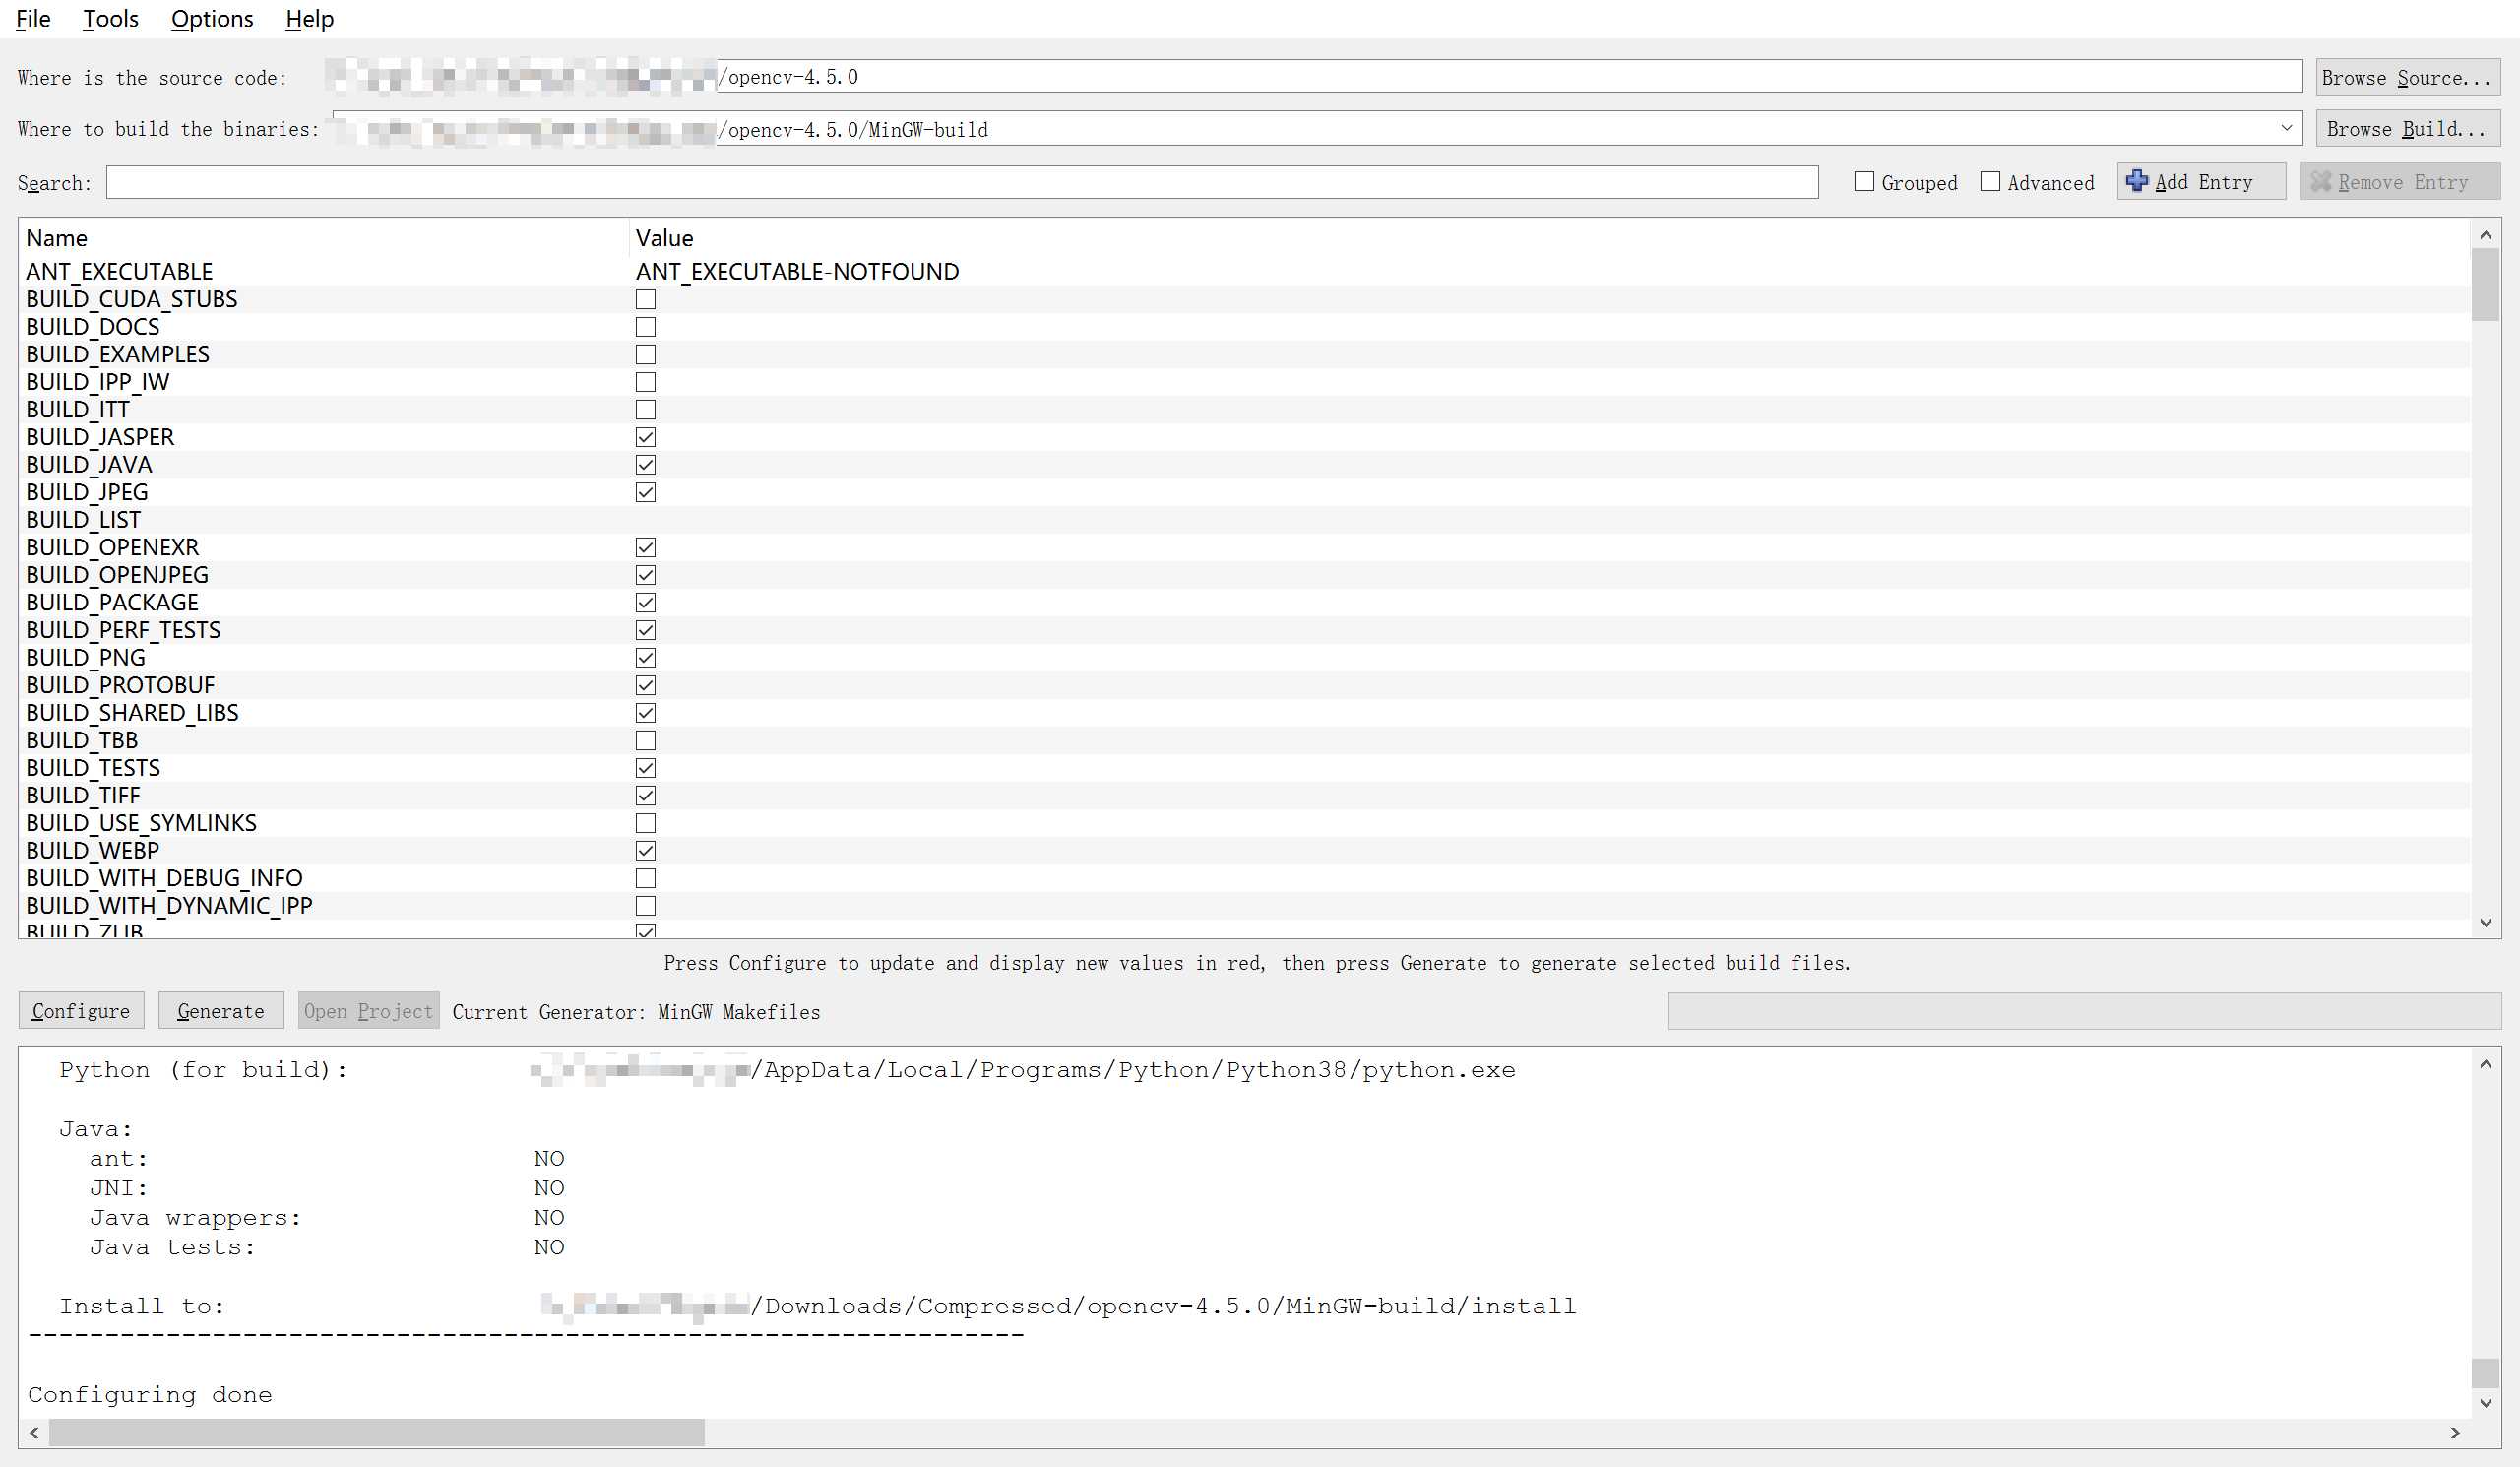 File Tools Options Help
Where is the source code: /opencv-4.5.0 Browse Source...
Where to build the binaries: /opencv-4.5.0/MinGW-build Browse Build...
Search: Grouped Advanced Add Entry Remove Entry
Name Value
ANT_EXECUTABLE ANT_EXECUTABLE-NOTFOUND
BUILD_CUDA_STUBS
BUILD_DOCS
BUILD_EXAMPLES
BUILD_IPP_IW
BUILD_ITT
BUILD_JASPER
BUILD_JAVA
BUILD_JPEG
BUILD_LIST
BUILD_OPENEXR
BUILD_OPENJPEG
BUILD_PACKAGE
BUILD_PERF_TESTS
BUILD_PNG
BUILD_PROTOBUF
BUILD_SHARED_LIBS
BUILD_TBB
BUILD_TESTS
BUILD_TIFF
BUILD_USE_SYMLINKS
BUILD_WEBP
BUILD_WITH_DEBUG_INFO
BUILD_WITH_DYNAMIC_IPP
BUILD_ZLIB
Press Configure to update and display new values in red, then press Generate to generate selected build files.
Configure Generate Open Project Current Generator: MinGW Makefiles
Python (for build): /AppData/Local/Programs/Python/Python38/python.exe
Java:
ant: NO
JNI: NO
Java wrappers: NO
Java tests: NO
Install to: /Downloads/Compressed/opencv-4.5.0/MinGW-build/install
-----------------------------------------------------------------
Configuring done